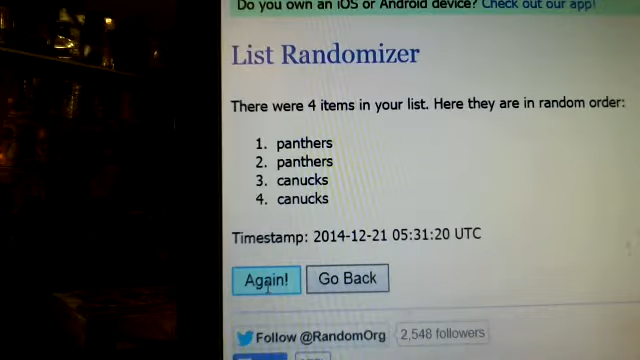 Do you own an iOS or Android device? Check out our app!
List Randomizer
There were 4 items in your list. Here they are in random order:
1. panthers
2. panthers
3. canucks
4. canucks
Timestamp: 2014-12-21 05:31:20 UTC
Again! Go Back
Follow @RandomOrg 2,548 followers